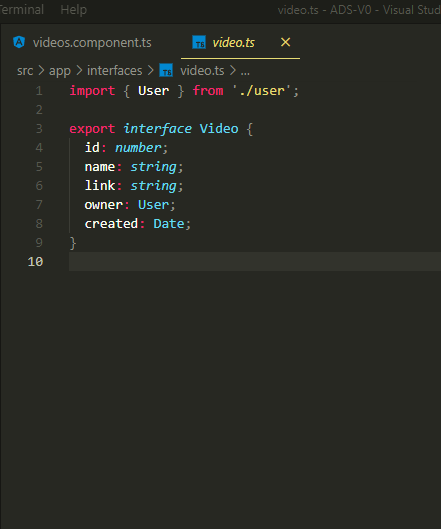 Terminal Help video.ts - ADS-V0 - Visual Stud
videos.component.ts TS video.ts ×
src > app > interfaces > TS video.ts > ...
1 import { User } from './user';
2
3 export interface Video {
4 id: number;
5 name: string;
6 link: string;
7 owner: User;
8 created: Date;
9 }
10